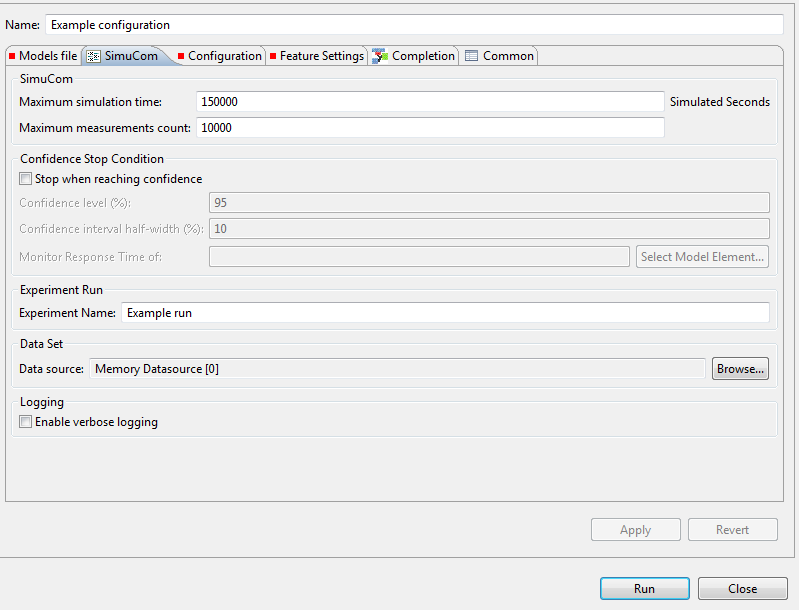 Name: Example configuration
Models file SimuCom Configuration Feature Settings Completion Common
SimuCom
Maximum simulation time: 150000 Simulated Seconds
Maximum measurements count: 10000
Confidence Stop Condition
Stop when reaching confidence
Confidence level (%): 95
Confidence interval half-width (%): 10
Monitor Response Time of: Select Model Element...
Experiment Run
Experiment Name: Example run
Data Set
Data source: Memory Datasource [0] Browse...
Logging
Enable verbose logging
Apply Revert
Run Close